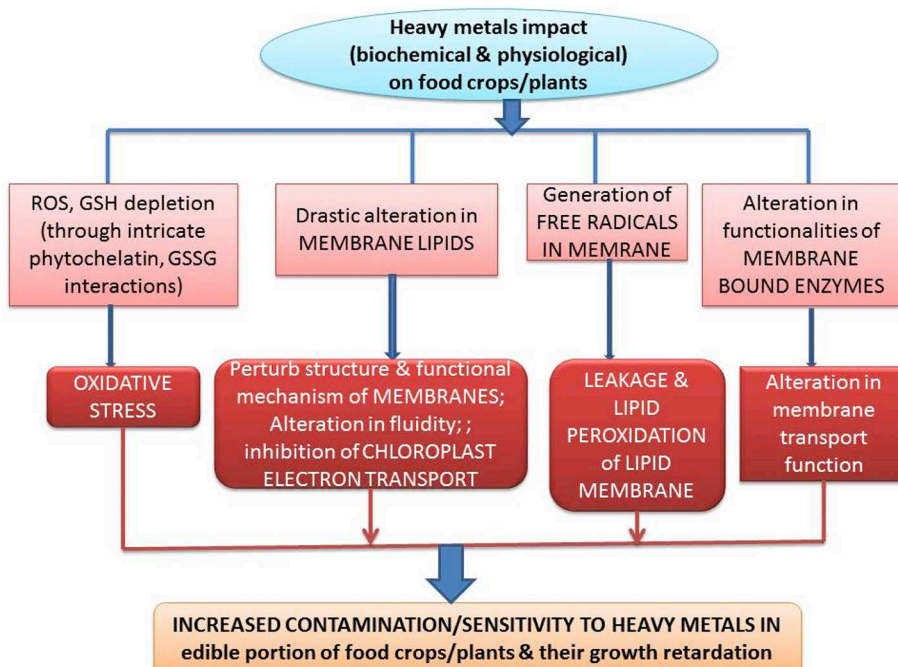 Heavy metals impact
(biochemical & physiological)
on food crops/plants
ROS, GSH depletion
(through intricate
phytochelatin, GSSG
interactions)
Drastic alteration in
MEMBRANE LIPIDS
Generation of
FREE RADICALS
IN MEMRANE
Alteration in
functionalities of
MEMBRANE
BOUND ENZYMES
OXIDATIVE
STRESS
Perturb structure & functional
mechanism of MEMBRANES;
Alteration in fluidity; ;
inhibition of CHLOROPLAST
ELECTRON TRANSPORT
LEAKAGE &
LIPID
PEROXIDATION
of LIPID
MEMBRANE
Alteration in
membrane
transport
function
INCREASED CONTAMINATION/SENSITIVITY TO HEAVY METALS IN
edible portion of food crops/plants & their growth retardation